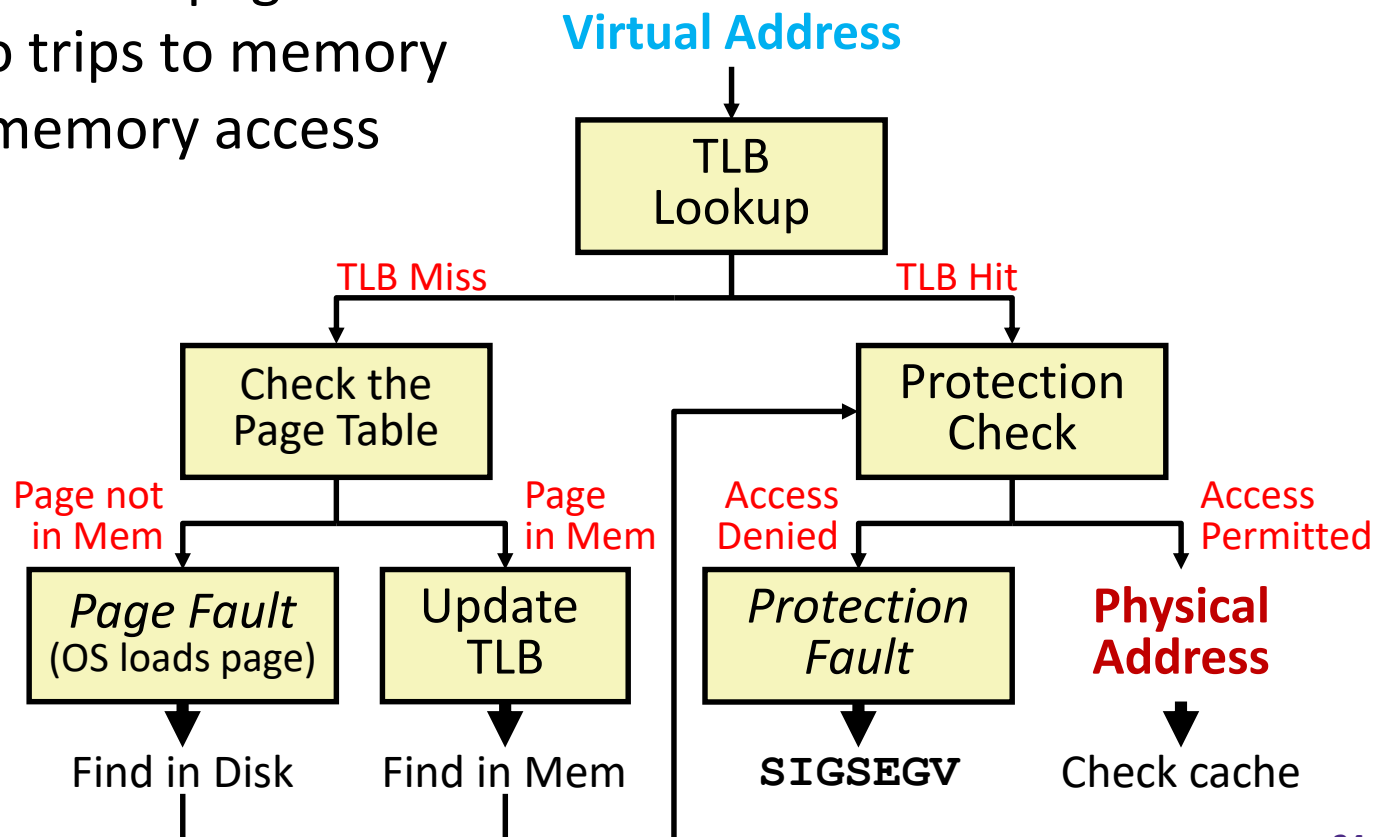 trips to memory
memory access
Virtual Address
TLB
Lookup
TLB Miss
TLB Hit
Check the
Page Table
Protection
Check
Page not
in Mem
Page
in Mem
Access
Denied
Access
Permitted
Page Fault
(OS loads page)
Update
TLB
Protection
Fault
Physical
Address
Find in Disk
Find in Mem
SIGSEGV
Check cache